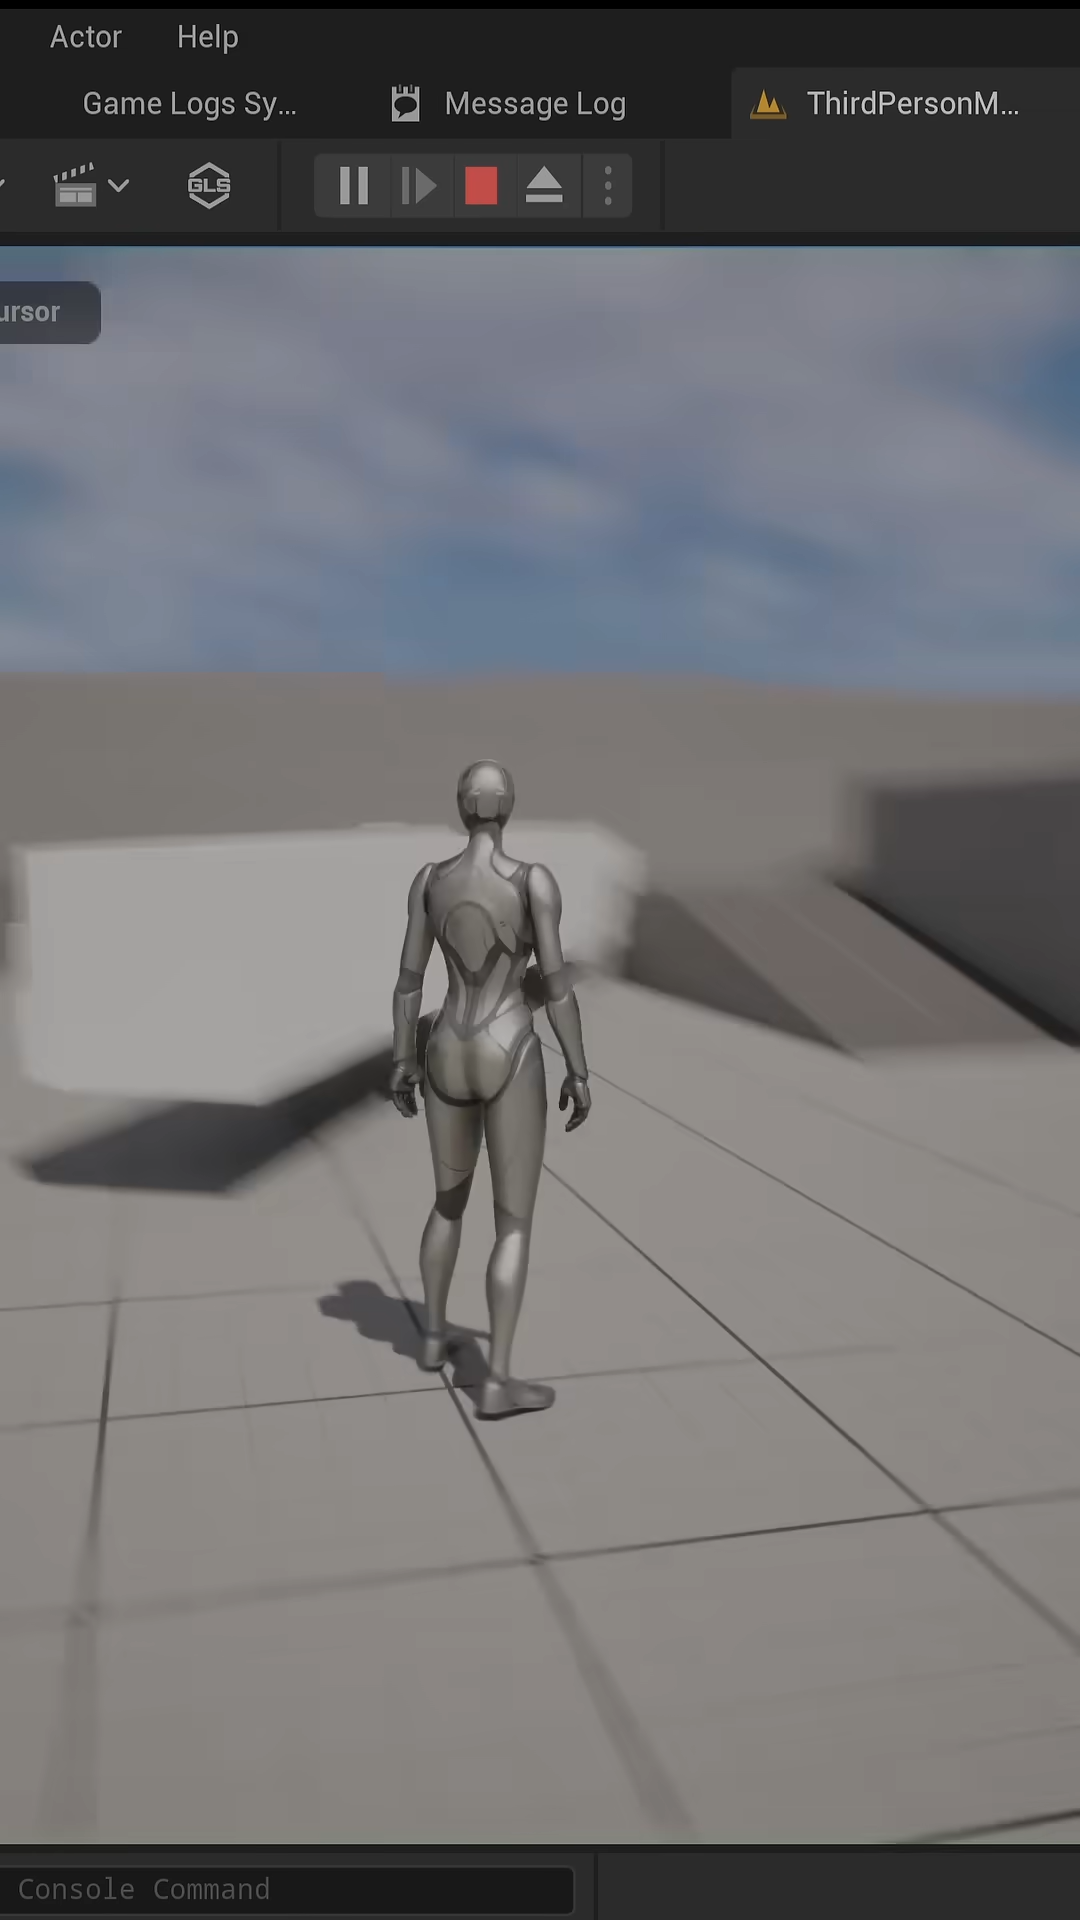 Actor Help
Game Logs Sy... Message Log ThirdPersonM...
GLS
ursor
Console Command